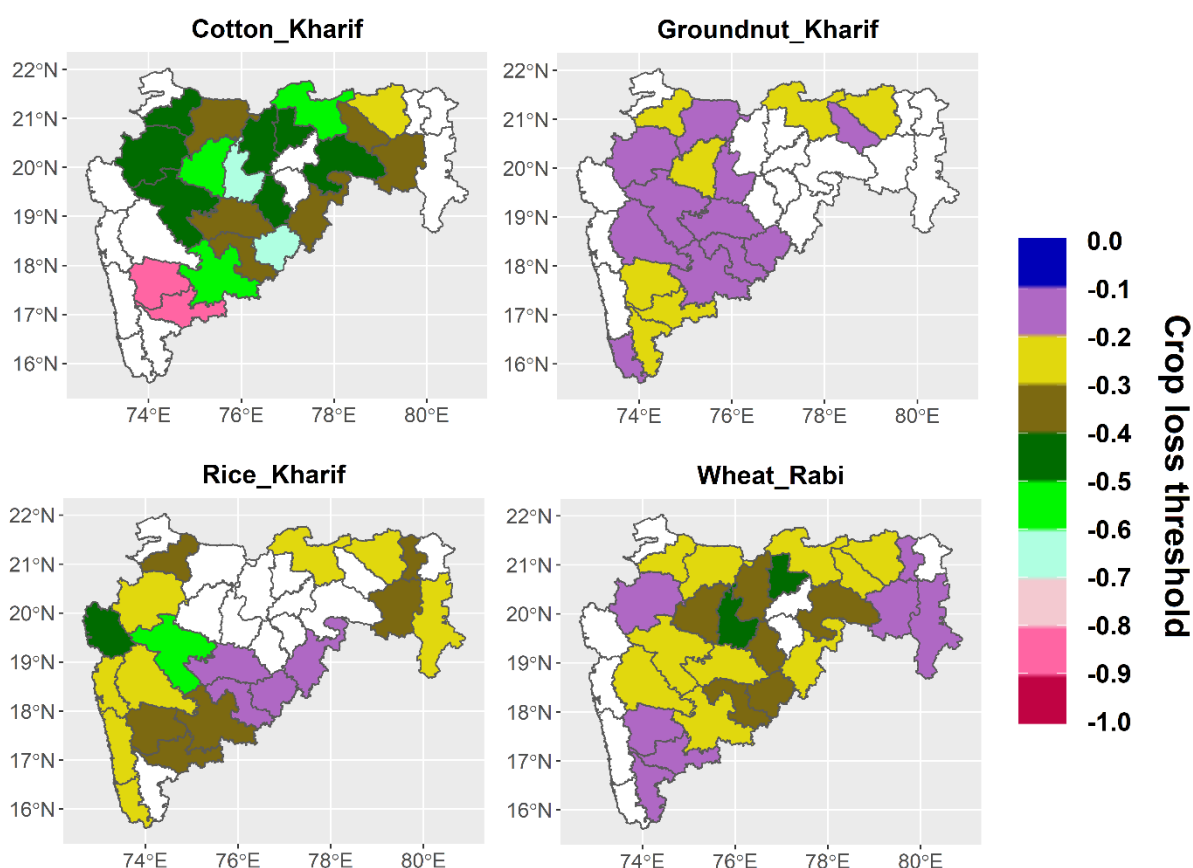 Cotton_Kharif
Groundnut_Kharif
22°N
21°N
20°N
19°N
18°N
17°N
16°N
74°E 76°E 78°E 80°E
22°N
21°N
20°N
19°N
18°N
17°N
16°N
74°E 76°E 78°E 80°E
Rice_Kharif
Wheat_Rabi
22°N
21°N
20°N
19°N
18°N
17°N
16°N
74°E 76°E 78°E 80°E
22°N
21°N
20°N
19°N
18°N
17°N
16°N
74°E 76°E 78°E 80°E
0.0
-0.1
-0.2
-0.3
-0.4
-0.5
-0.6
-0.7
-0.8
-0.9
-1.0
Crop loss threshold